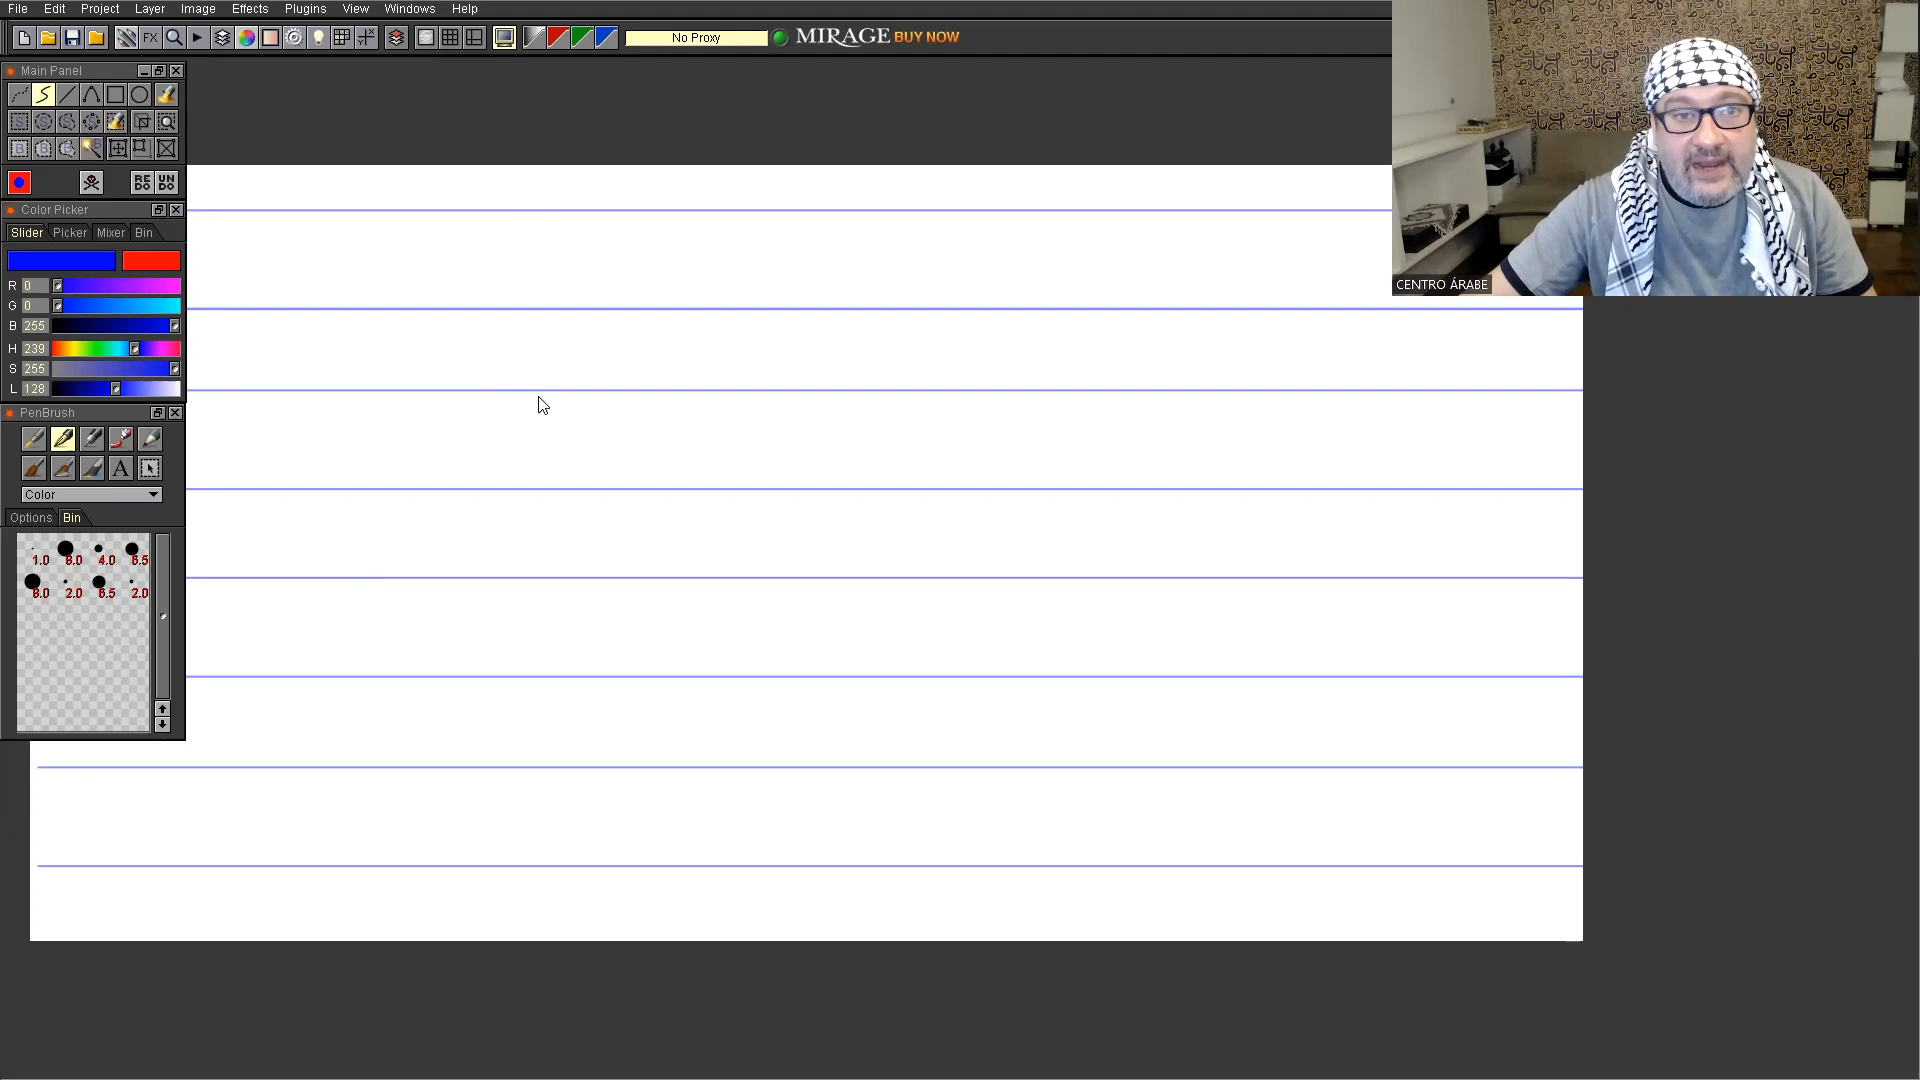 File Edit Project Layer Image Effects Plugins View Windows Help
FX No Proxy MIRAGE BUY NOW
Main Panel
RE DO UN DO
Color Picker
Slider Picker Mixer Bin
R 0
G 0
B 255
H 239
S 255
L 128
PenBrush
A
Color
Options Bin
1.0 8.0 4.0 6.5
8.0 2.0 6.5 2.0
CENTRO ÁRABE